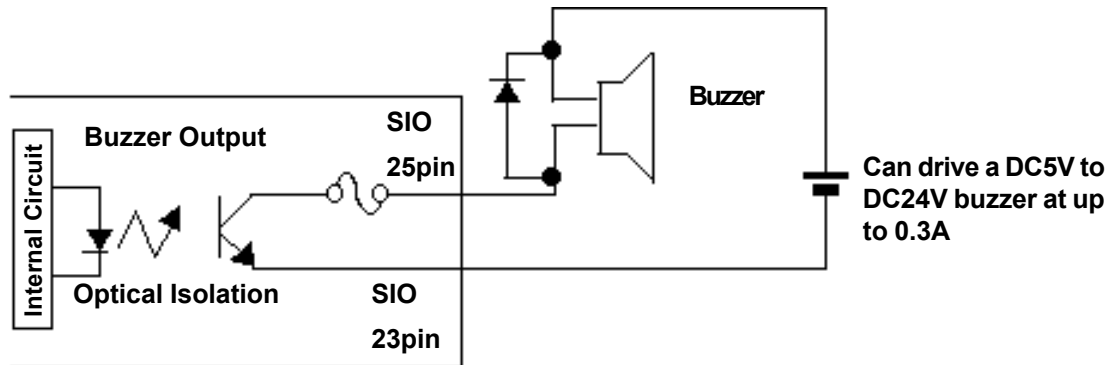 Buzzer
Buzzer Output
SIO
25pin
Internal Circuit
Can drive a DC5V to
DC24V buzzer at up
to 0.3A
Optical Isolation
SIO
23pin